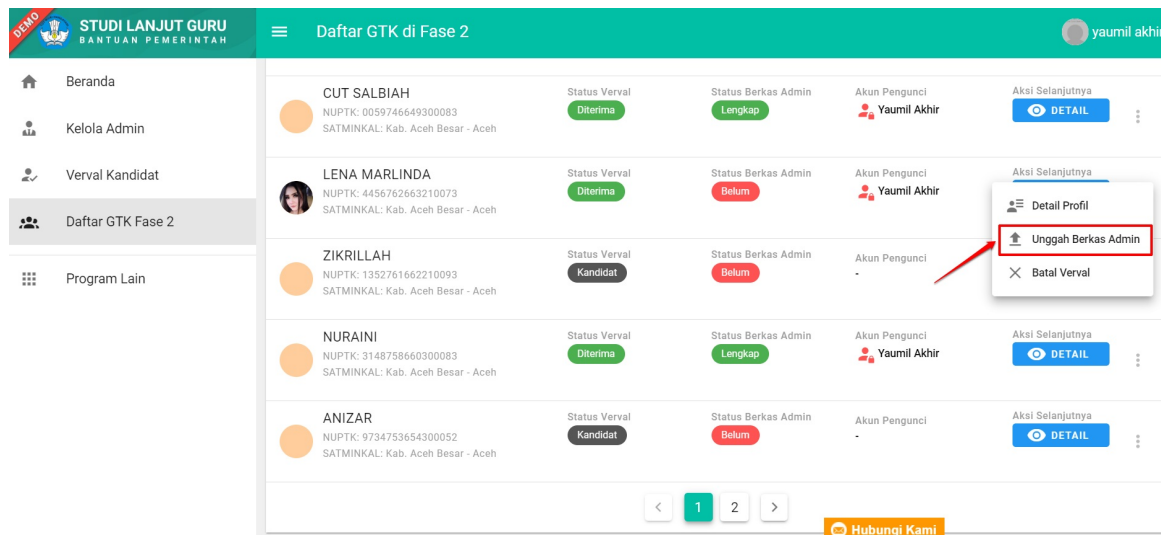 DEMO
STUDI LANJUT GURU
BANTUAN PEMERINTAH
Daftar GTK di Fase 2
yaumil akhir
Beranda
Kelola Admin
Verval Kandidat
Daftar GTK Fase 2
Program Lain
CUT SALBIAH
NUPTK: 0059746649300083
SATMINKAL: Kab. Aceh Besar - Aceh
Status Verval
Diterima
Status Berkas Admin
Lengkap
Akun Pengunci
Yaumil Akhir
Aksi Selanjutnya
DETAIL
LENA MARLINDA
NUPTK: 4456762663210073
SATMINKAL: Kab. Aceh Besar - Aceh
Status Verval
Diterima
Status Berkas Admin
Belum
Akun Pengunci
Yaumil Akhir
Aksi Selanjutnya
Detail Profil
Unggah Berkas Admin
Batal Verval
ZIKRILLAH
NUPTK: 1352761662210093
SATMINKAL: Kab. Aceh Besar - Aceh
Status Verval
Kandidat
Status Berkas Admin
Belum
Akun Pengunci
-
NURAINI
NUPTK: 3148758660300083
SATMINKAL: Kab. Aceh Besar - Aceh
Status Verval
Diterima
Status Berkas Admin
Lengkap
Akun Pengunci
Yaumil Akhir
Aksi Selanjutnya
DETAIL
ANIZAR
NUPTK: 9734753654300052
SATMINKAL: Kab. Aceh Besar - Aceh
Status Verval
Kandidat
Status Berkas Admin
Belum
Akun Pengunci
-
Aksi Selanjutnya
DETAIL
< 1 2 >
Hubungi Kami